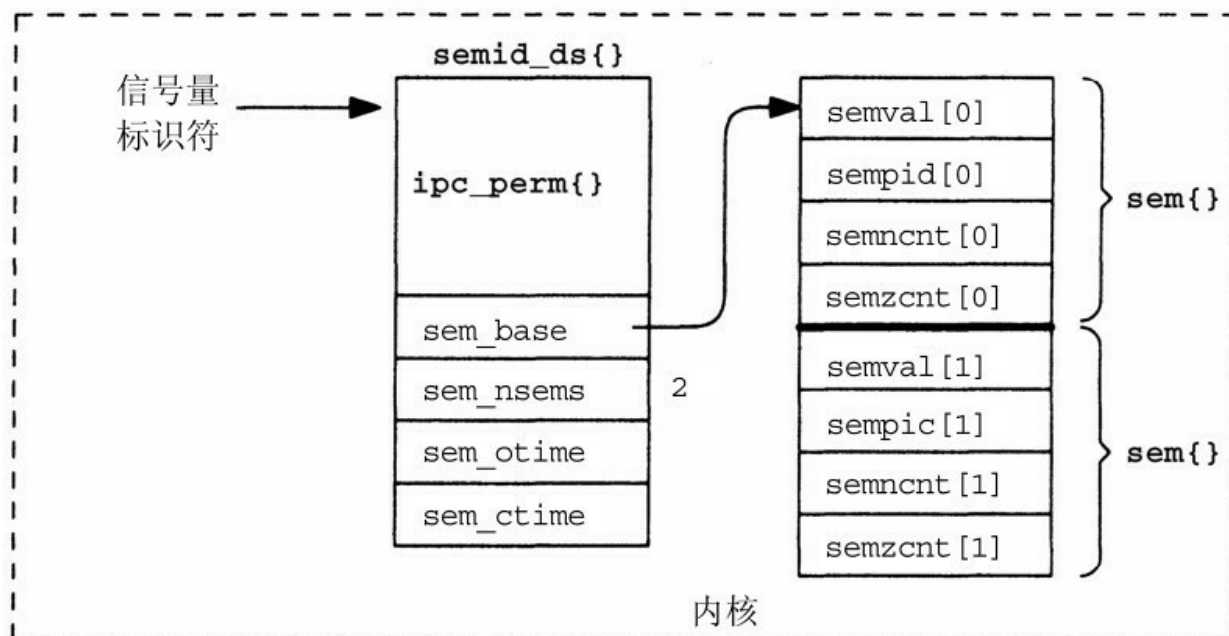 信号量
标识符
semid_ds{}
ipc_perm{}
sem_base
sem_nsems
2
sem_otime
sem_ctime
semval[0]
sempid[0]
semncnt[0]
semzcnt[0]
sem{}
semval[1]
sempic[1]
semncnt[1]
semzcnt[1]
sem{}
内核